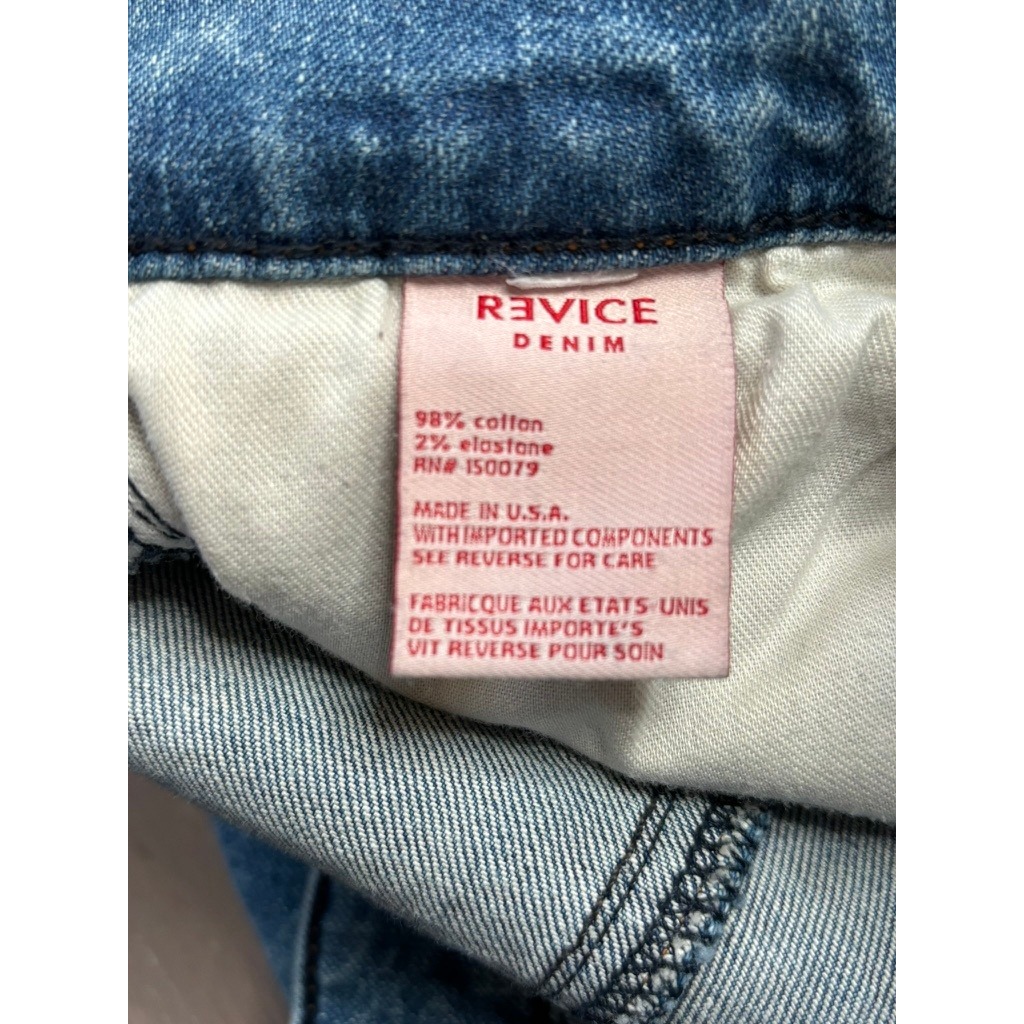 RƎVICE
DENIM
98% cotton
2% elastane
RN# 150079
MADE IN U.S.A.
WITH IMPORTED COMPONENTS
SEE REVERSE FOR CARE
FABRICQUE AUX ETATS UNIS
DE TISSUS IMPORTE'S
VIT REVERSE POUR SOIN